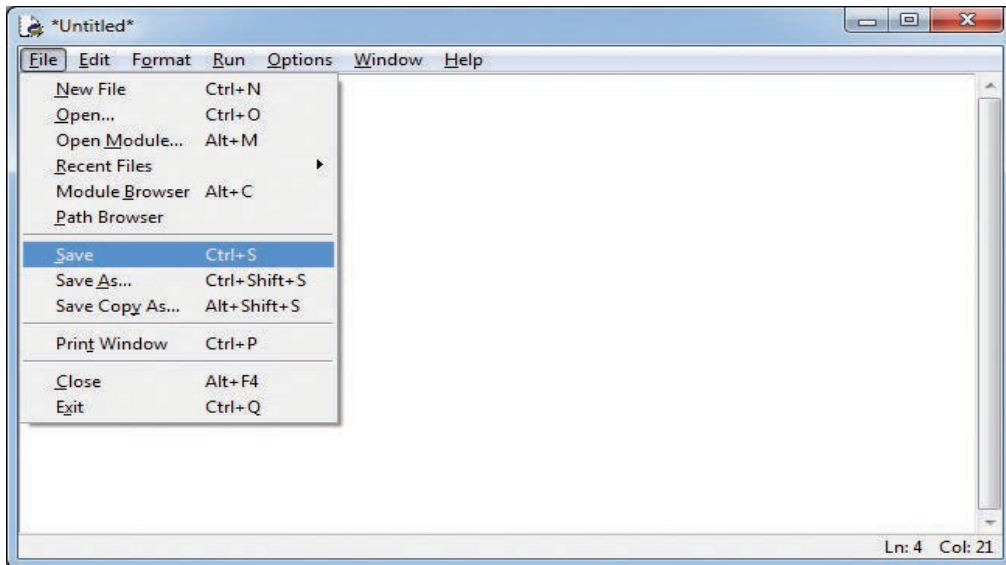 *Untitled*
File Edit Format Run Options Window Help
New File Ctrl+N
Open... Ctrl+O
Open Module... Alt+M
Recent Files
Module Browser Alt+C
Path Browser
Save Ctrl+S
Save As... Ctrl+Shift+S
Save Copy As... Alt+Shift+S
Print Window Ctrl+P
Close Alt+F4
Exit Ctrl+Q
Ln: 4 Col: 21